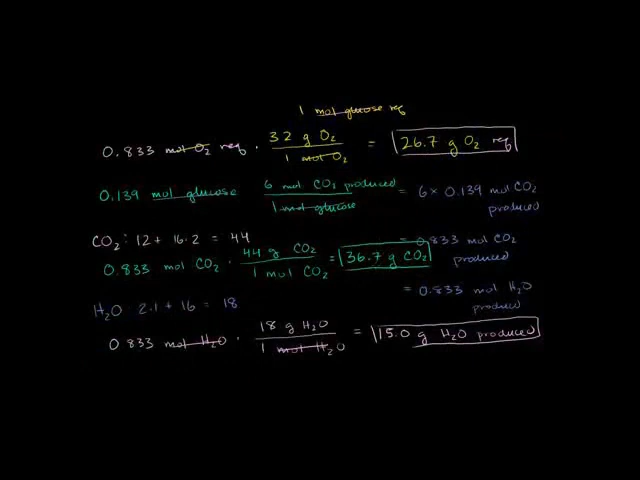 1 mol glucose req
0.833 mol O2 req · 32 g O2 / 1 mol O2 = 26.7 g O2 req
0.139 mol glucose 6 mol CO2 produced / 1 mol glucose = 6 × 0.139 mol CO2 produced
CO2: 12 + 16·2 = 44
= 0.833 mol CO2 produced
0.833 mol CO2 · 44 g CO2 / 1 mol CO2 = 36.7 g CO2
= 0.833 mol H2O produced
H2O: 2·1 + 16 = 18
0.833 mol H2O · 18 g H2O / 1 mol H2O = 15.0 g H2O produced